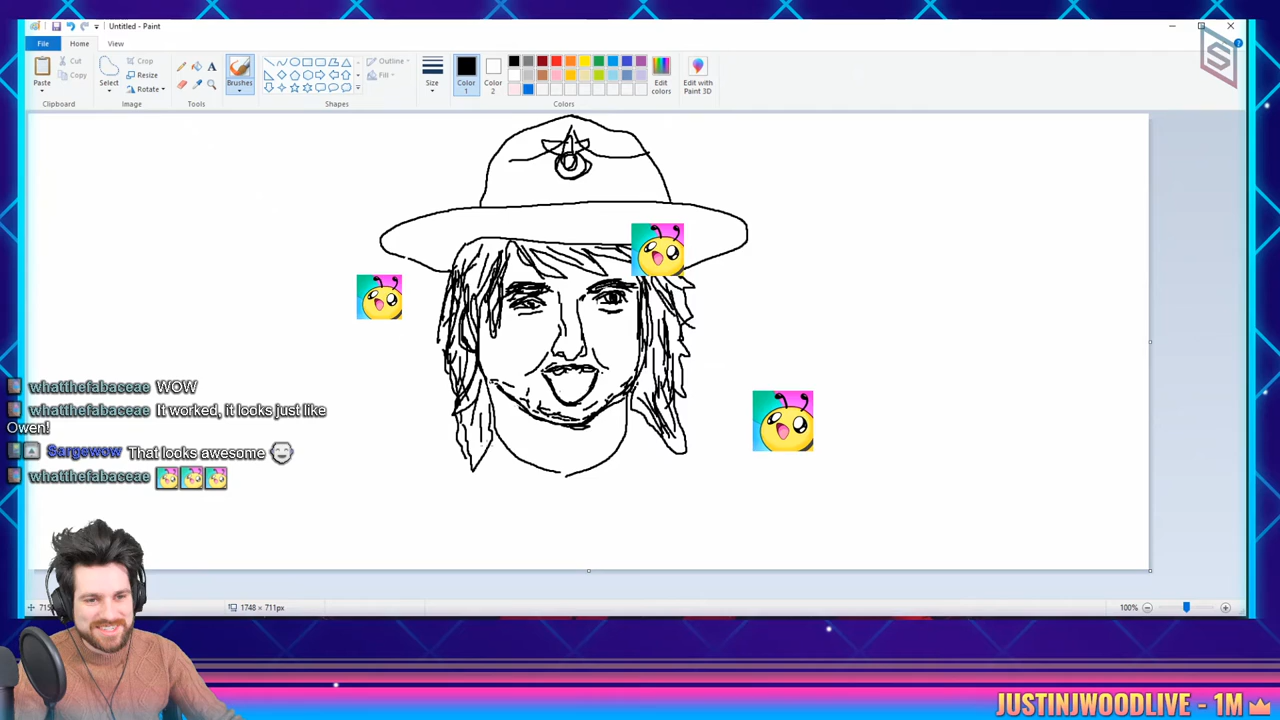 Untitled - Paint
File
Home
View
Paste
Cut
Copy
Clipboard
Select
Crop
Resize
Rotate
Image
Tools
Brushes
Shapes
Outline
Fill
Size
Color
1
Color
2
Edit
colors
Colors
Edit with
Paint 3D
whatthefabaceae WOW
whatthefabaceae It worked, it looks just like
Owen!
Sargewow That looks awesome
whatthefabaceae
1748 × 711px
100%
JUSTINJWOODLIVE - 1M